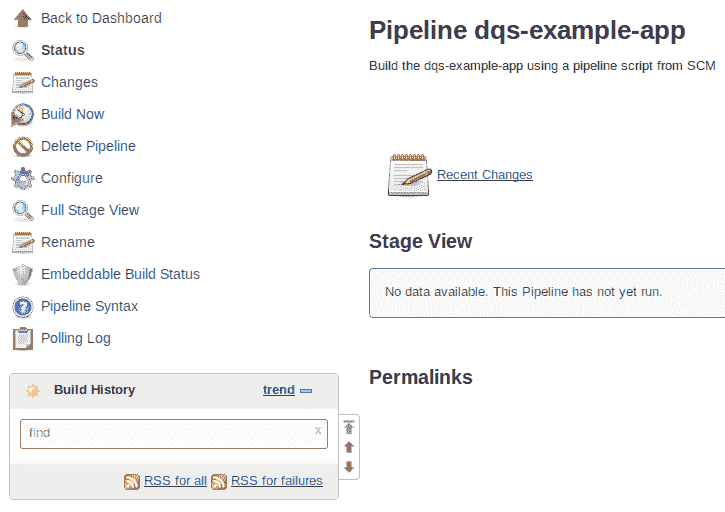 Back to Dashboard
Status
Changes
Build Now
Delete Pipeline
Configure
Full Stage View
Rename
Embeddable Build Status
Pipeline Syntax
Polling Log
Build History trend
find x
RSS for all RSS for failures
Pipeline dqs-example-app
Build the dqs-example-app using a pipeline script from SCM
Recent Changes
Stage View
No data available. This Pipeline has not yet run.
Permalinks